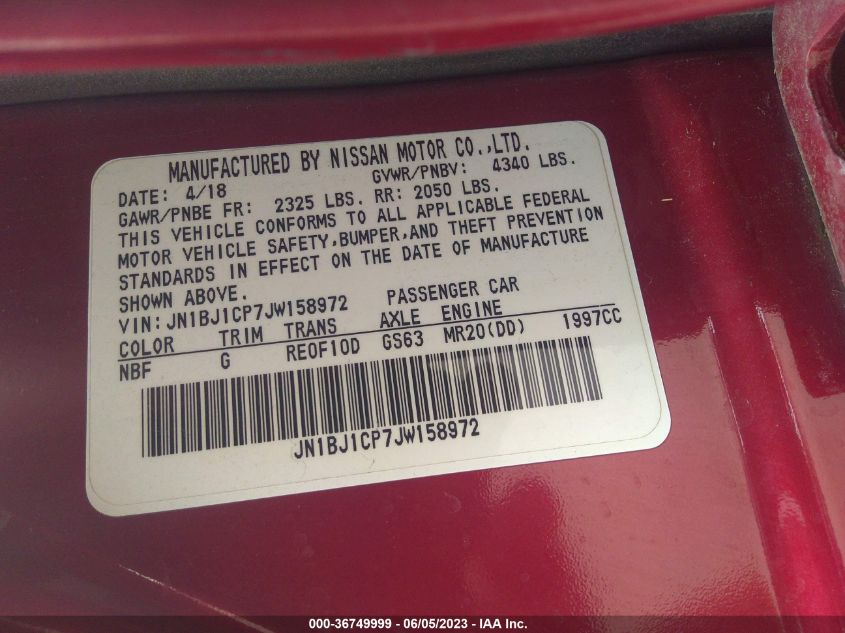 MANUFACTURED BY NISSAN MOTOR CO.,LTD.
DATE: 4/18 GVWR/PNBV: 4340 LBS.
GAWR/PNBE FR: 2325 LBS. RR: 2050 LBS.
THIS VEHICLE CONFORMS TO ALL APPLICABLE FEDERAL
MOTOR VEHICLE SAFETY,BUMPER,AND THEFT PREVENTION
STANDARDS IN EFFECT ON THE DATE OF MANUFACTURE
SHOWN ABOVE.
VIN:JN1BJ1CP7JW158972 PASSENGER CAR
COLOR TRIM TRANS AXLE ENGINE
NBF G RE0F10D GS63 MR20(DD) 1997CC
JN1BJ1CP7JW158972
000-36749999 - 06/05/2023 - IAA Inc.